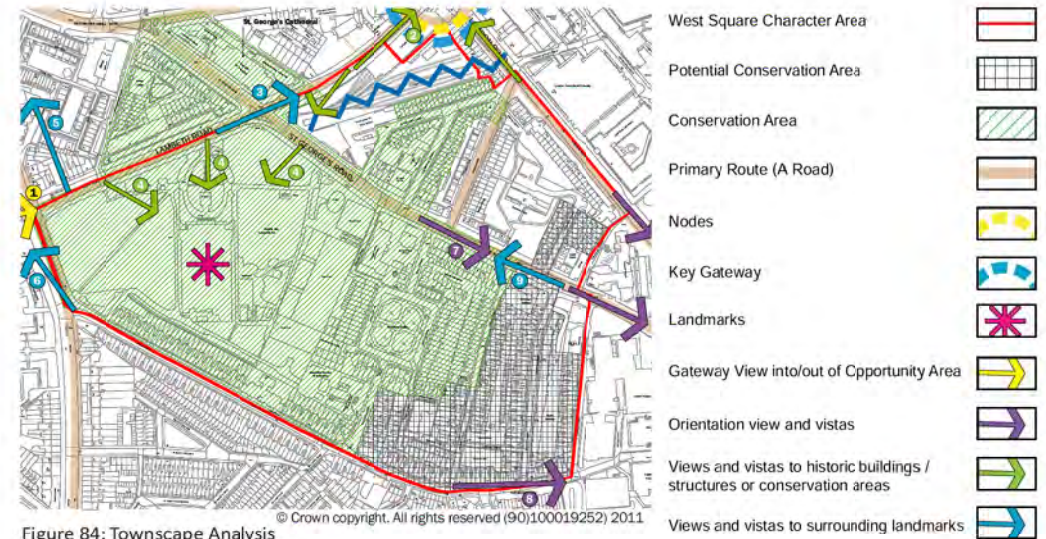 St. George's Cathedral
2
3
5
LAMBETH ROAD
ST GEORGE'S ROAD
4
4
4
1
6
7
9
8
© Crown copyright. All rights reserved (90)100019252) 2011
Figure 84: Townscape Analysis
West Square Character Area
Potential Conservation Area
Conservation Area
Primary Route (A Road)
Nodes
Key Gateway
Landmarks
Gateway View into/out of Opportunity Area
Orientation view and vistas
Views and vistas to historic buildings /
structures or conservation areas
Views and vistas to surrounding landmarks